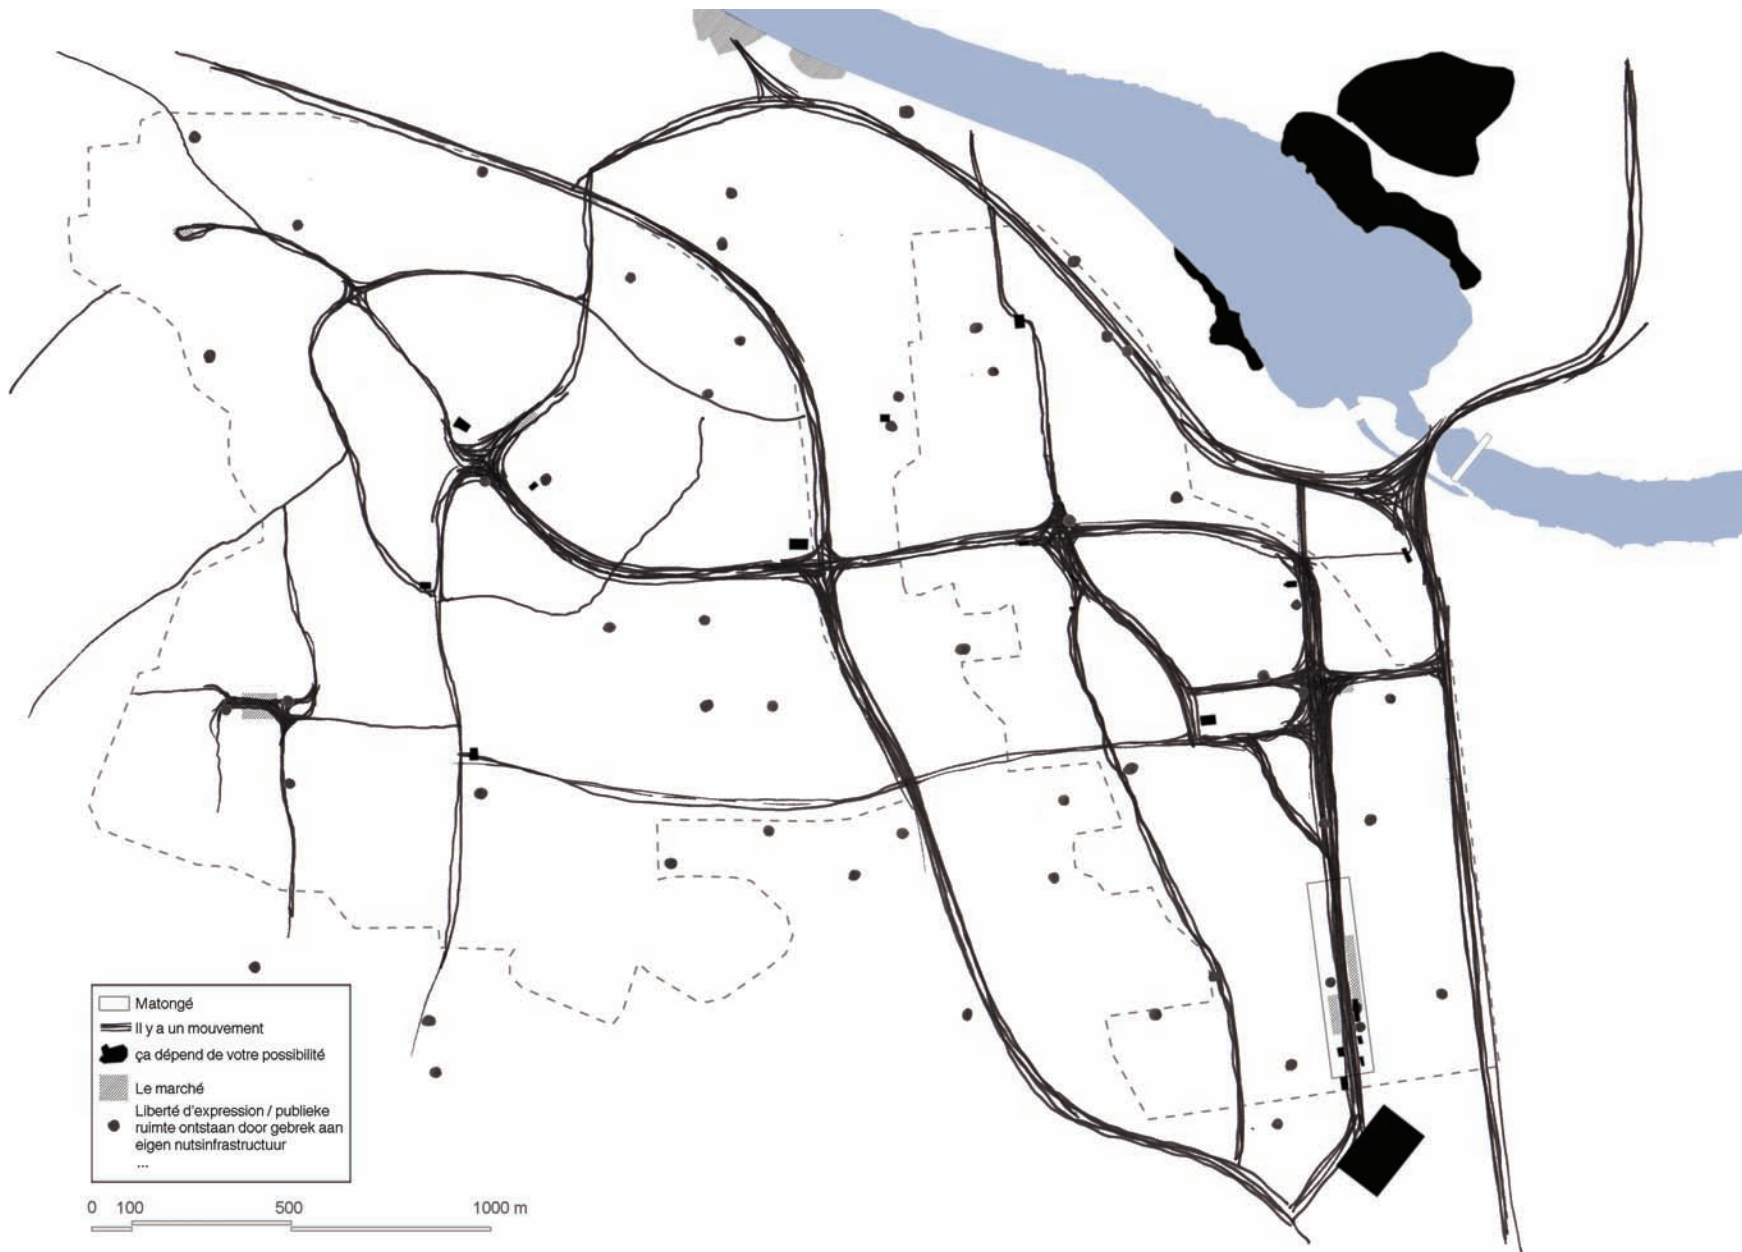 Matongé
Il y a un mouvement
ça dépend de votre possibilité
Le marché
Liberté d'expression / publieke
ruimte ontstaan door gebrek aan
eigen nutsinfrastructuur
...
0 100 500 1000 m